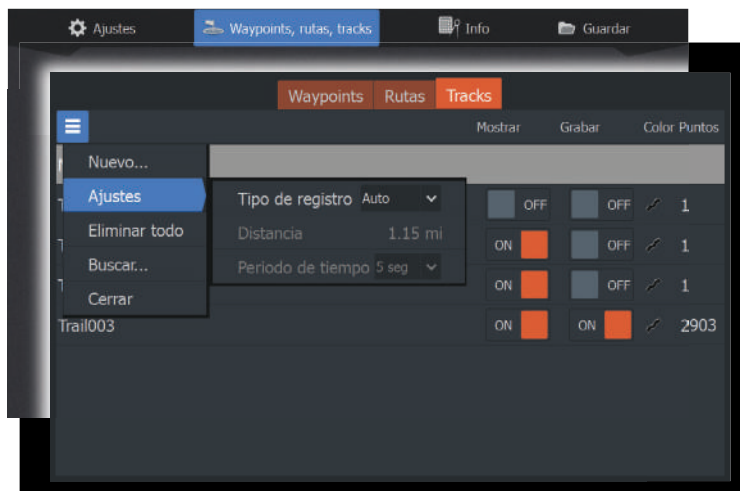 Ajustes Waypoints, rutas, tracks Info Guardar
Waypoints Rutas Tracks
Mostrar Grabar Color Puntos
Nuevo...
Ajustes Tipo de registro Auto OFF OFF 1
Eliminar todo Distancia 1.15 mi ON OFF 1
Buscar... Periodo de tiempo 5 seg ON OFF 1
Cerrar
Trail003 ON ON 2903